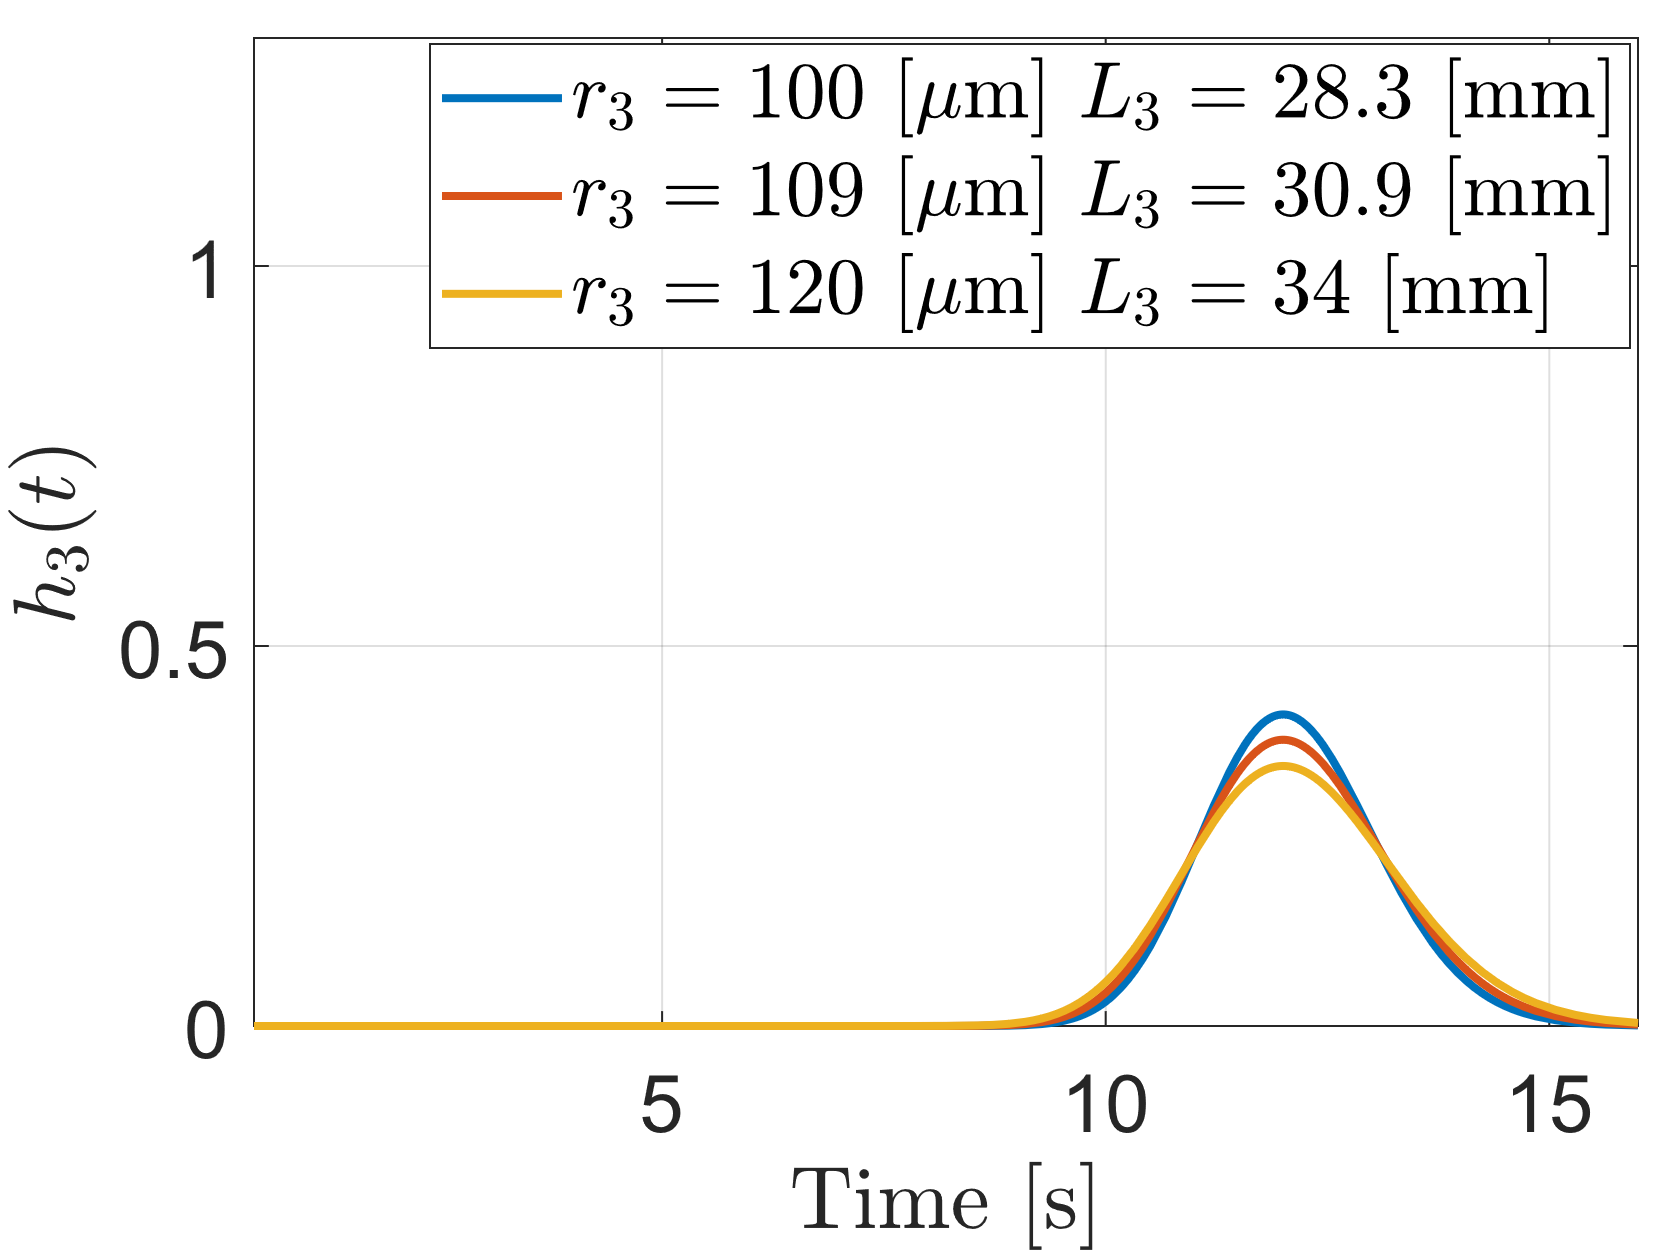 r₃ = 100 [μm] L₃ = 28.3 [mm]
r₃ = 109 [μm] L₃ = 30.9 [mm]
r₃ = 120 [μm] L₃ = 34 [mm]
1
0.5
0
h₃(t)
5 10 15
Time [s]